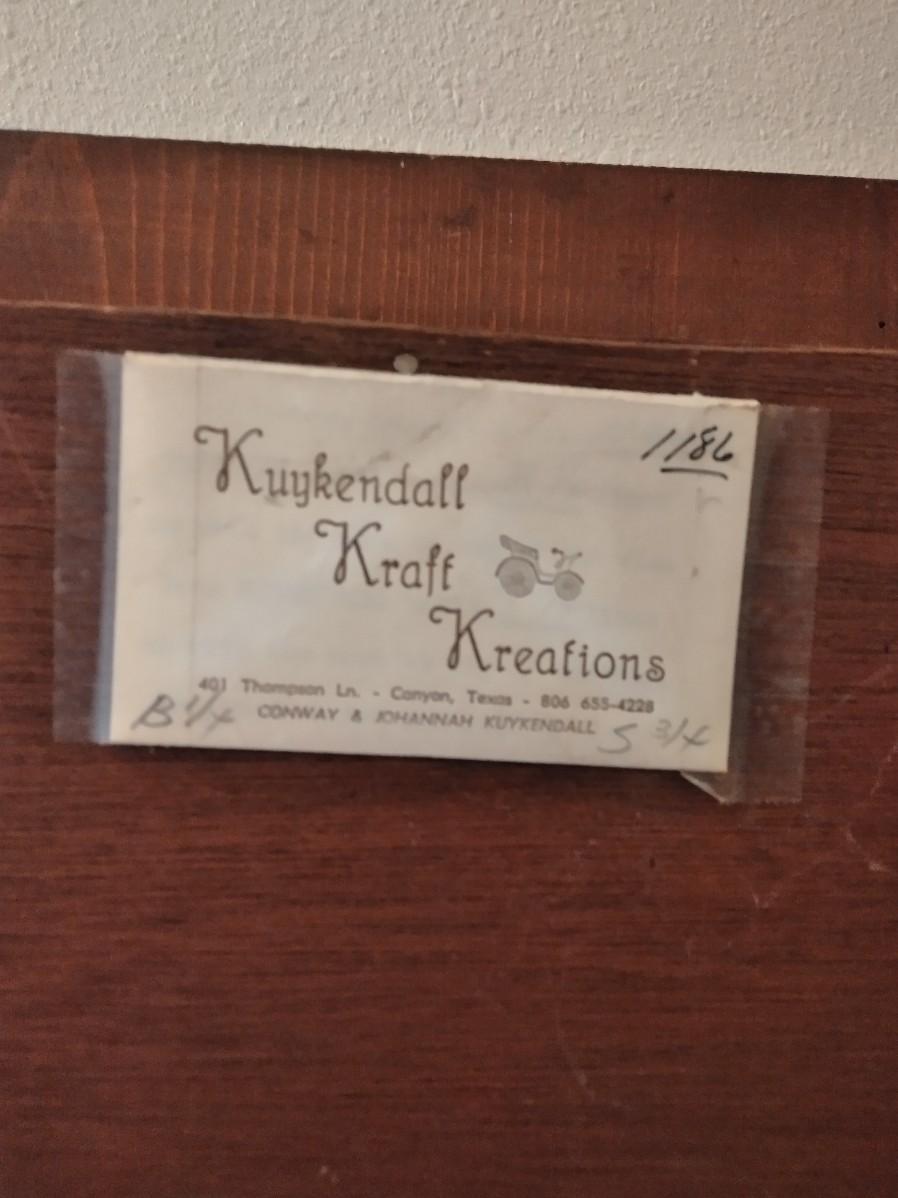 1186
Kuykendall
Kraft
Kreations
401 Thompson Ln. - Canyon, Texas - 806 655-4228
CONWAY & JOHANNAH KUYKENDALL
B 1/4 S 3/4